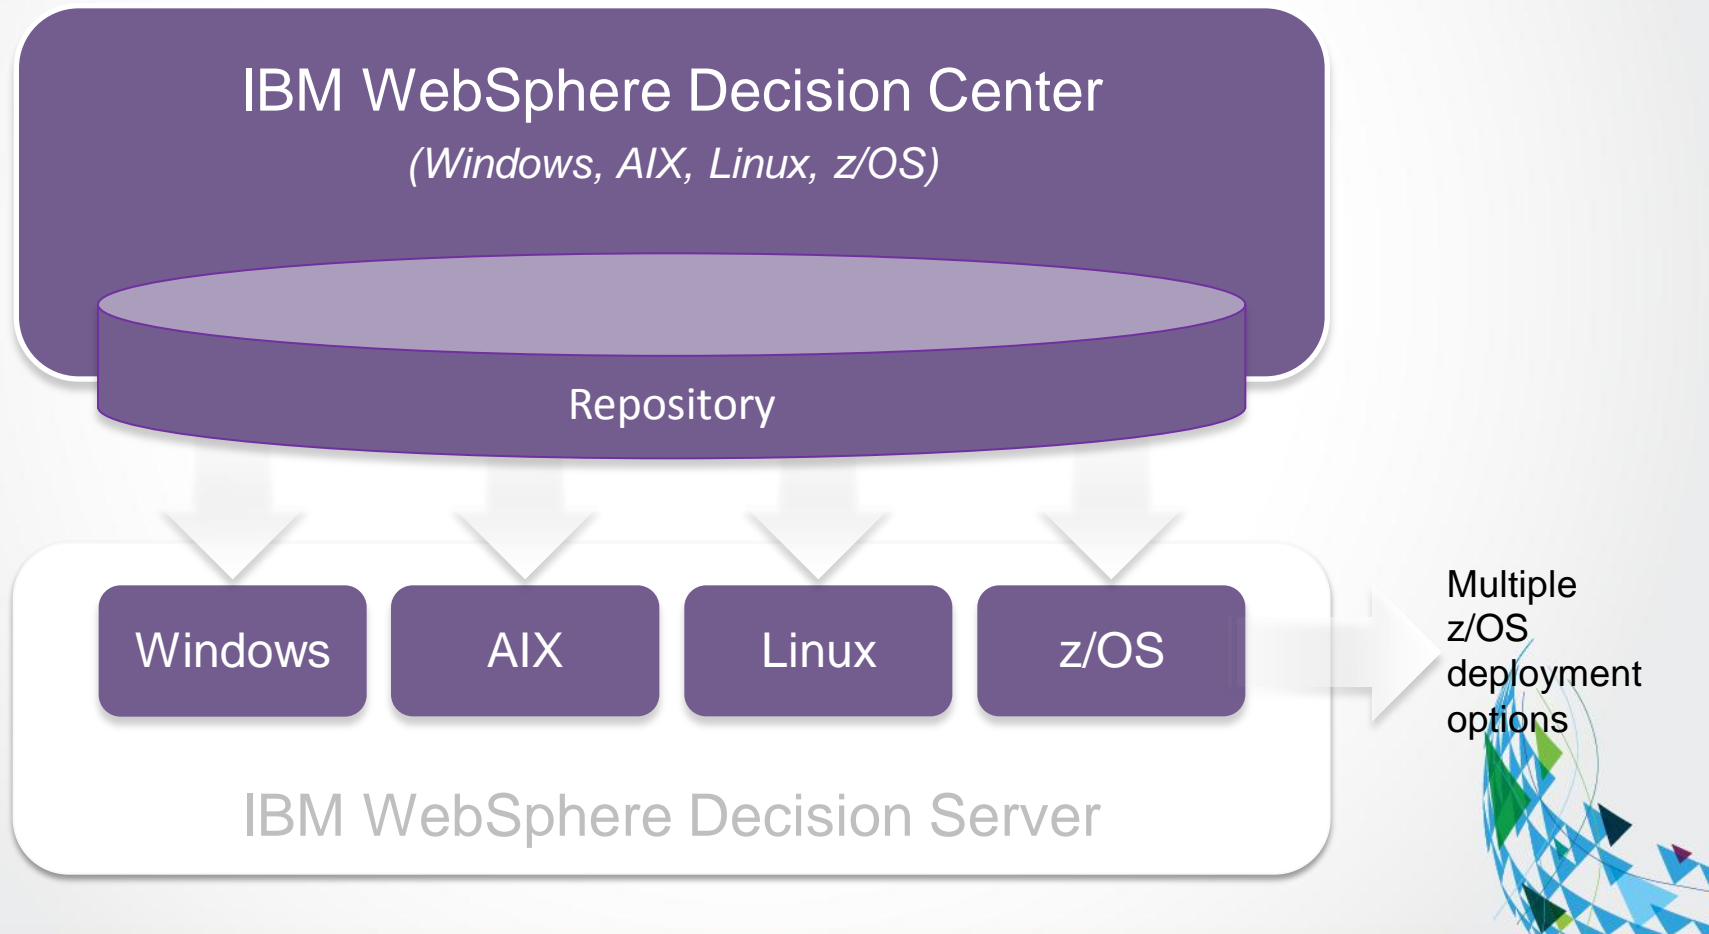 IBM WebSphere Decision Center
(Windows, AIX, Linux, z/OS)
Repository
Windows
AIX
Linux
z/OS
Multiple
z/OS
deployment
options
IBM WebSphere Decision Server